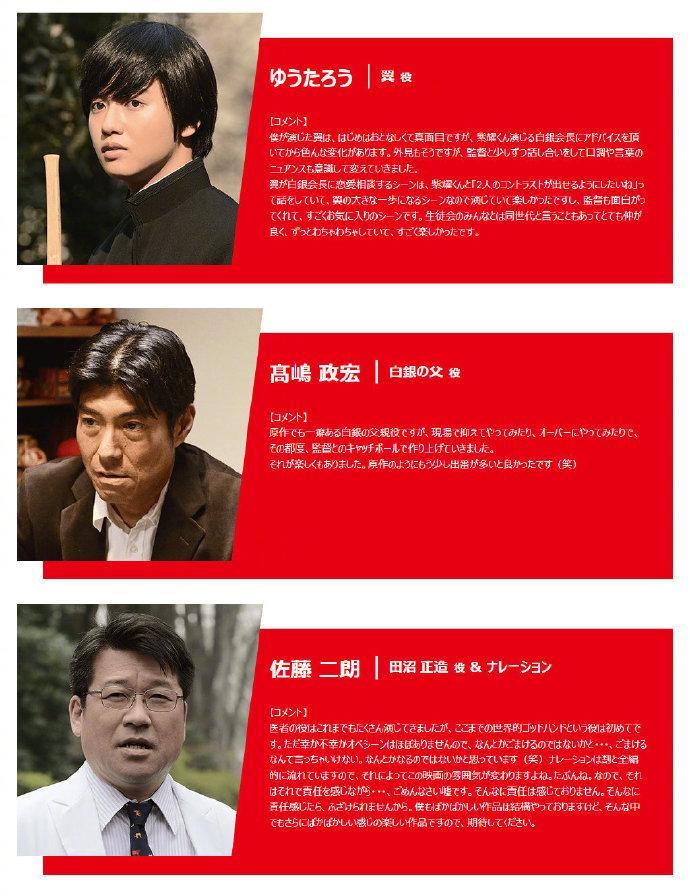 ゆうたろう｜翼 役
【コメント】
僕が演じた翼は、はじめはおとなしくて真面目ですが、紫耀くん演じる白銀会長にアドバイスを頂
いてから色んな変化があります。外見もそうですが、監督と少しずつ話し合いをして口調や言葉の
ニュアンスも意識して変えていきました。
翼が白銀会長に恋愛相談するシーンは、紫耀くんと「2人のコントラストが出せるようにしたいね」っ
て話をしていて、翼の大きな一歩になるシーンなので演じていて楽しかったですし、監督も面白がっ
てくれて、すごくお気に入りのシーンです。生徒会のみんなとは同世代と言うこともあってとても仲が
良く、ずっとわちゃわちゃしていて、すごく楽しかったです。
髙嶋 政宏｜白銀の父 役
【コメント】
原作でも一癖ある白銀の父親役ですが、現場で抑えてやってみたり、オーバーにやってみたりで、
その都度、監督とのキャッチボールで作り上げていきました。
それが楽しくもありました。原作のようにもう少し出番が多いと良かったです（笑）
佐藤 二朗｜田沼 正造 役 & ナレーション
【コメント】
医者の役はこれまでもたくさん演じてきましたが、ここまでの世界的ゴッドハンドという役は初めてで
す。ただ幸か不幸かオペシーンはほぼありませんので、なんとかごまけるのではないかと・・・、ごまける
なんて言っちゃいけない。なんとかなるのではないかと思っています（笑）ナレーションは割と全編
的に流れていますので、それによってこの映画の雰囲気が変わりますよね。たぶんね。なので、それ
はそれで責任を感じながら・・・、ごめんなさい嘘です。そんなに責任は感じておりません。そんなに
責任感じたら、ふざけられませんから。僕もばかばかしい作品は結構やっておりますけど、そんな中
でもさらにばかばかしい感じの楽しい作品ですので、期待してください。